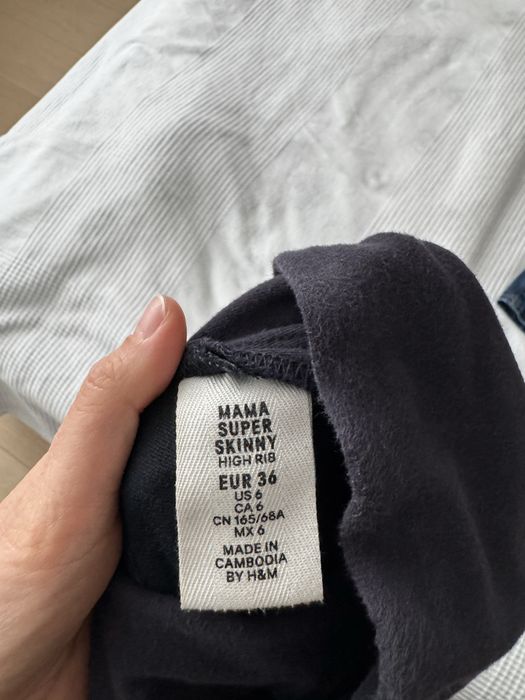 MAMA
SUPER
SKINNY
HIGH RIB
EUR 36
US 6
CA 6
CN 165/68A
MX 6
MADE IN
CAMBODIA
BY H&M